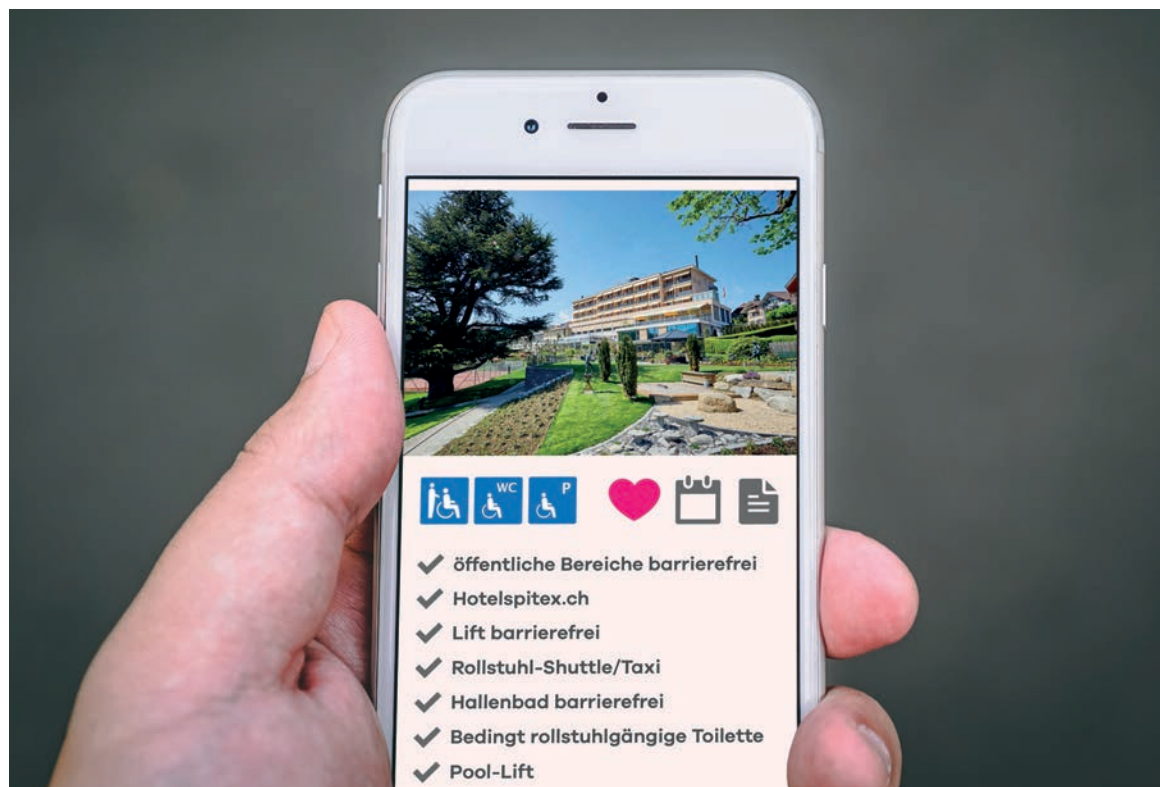 WC
P
öffentliche Bereiche barrierefrei
Hotelspitex.ch
Lift barrierefrei
Rollstuhl-Shuttle/Taxi
Hallenbad barrierefrei
Bedingt rollstuhlgängige Toilette
Pool-Lift